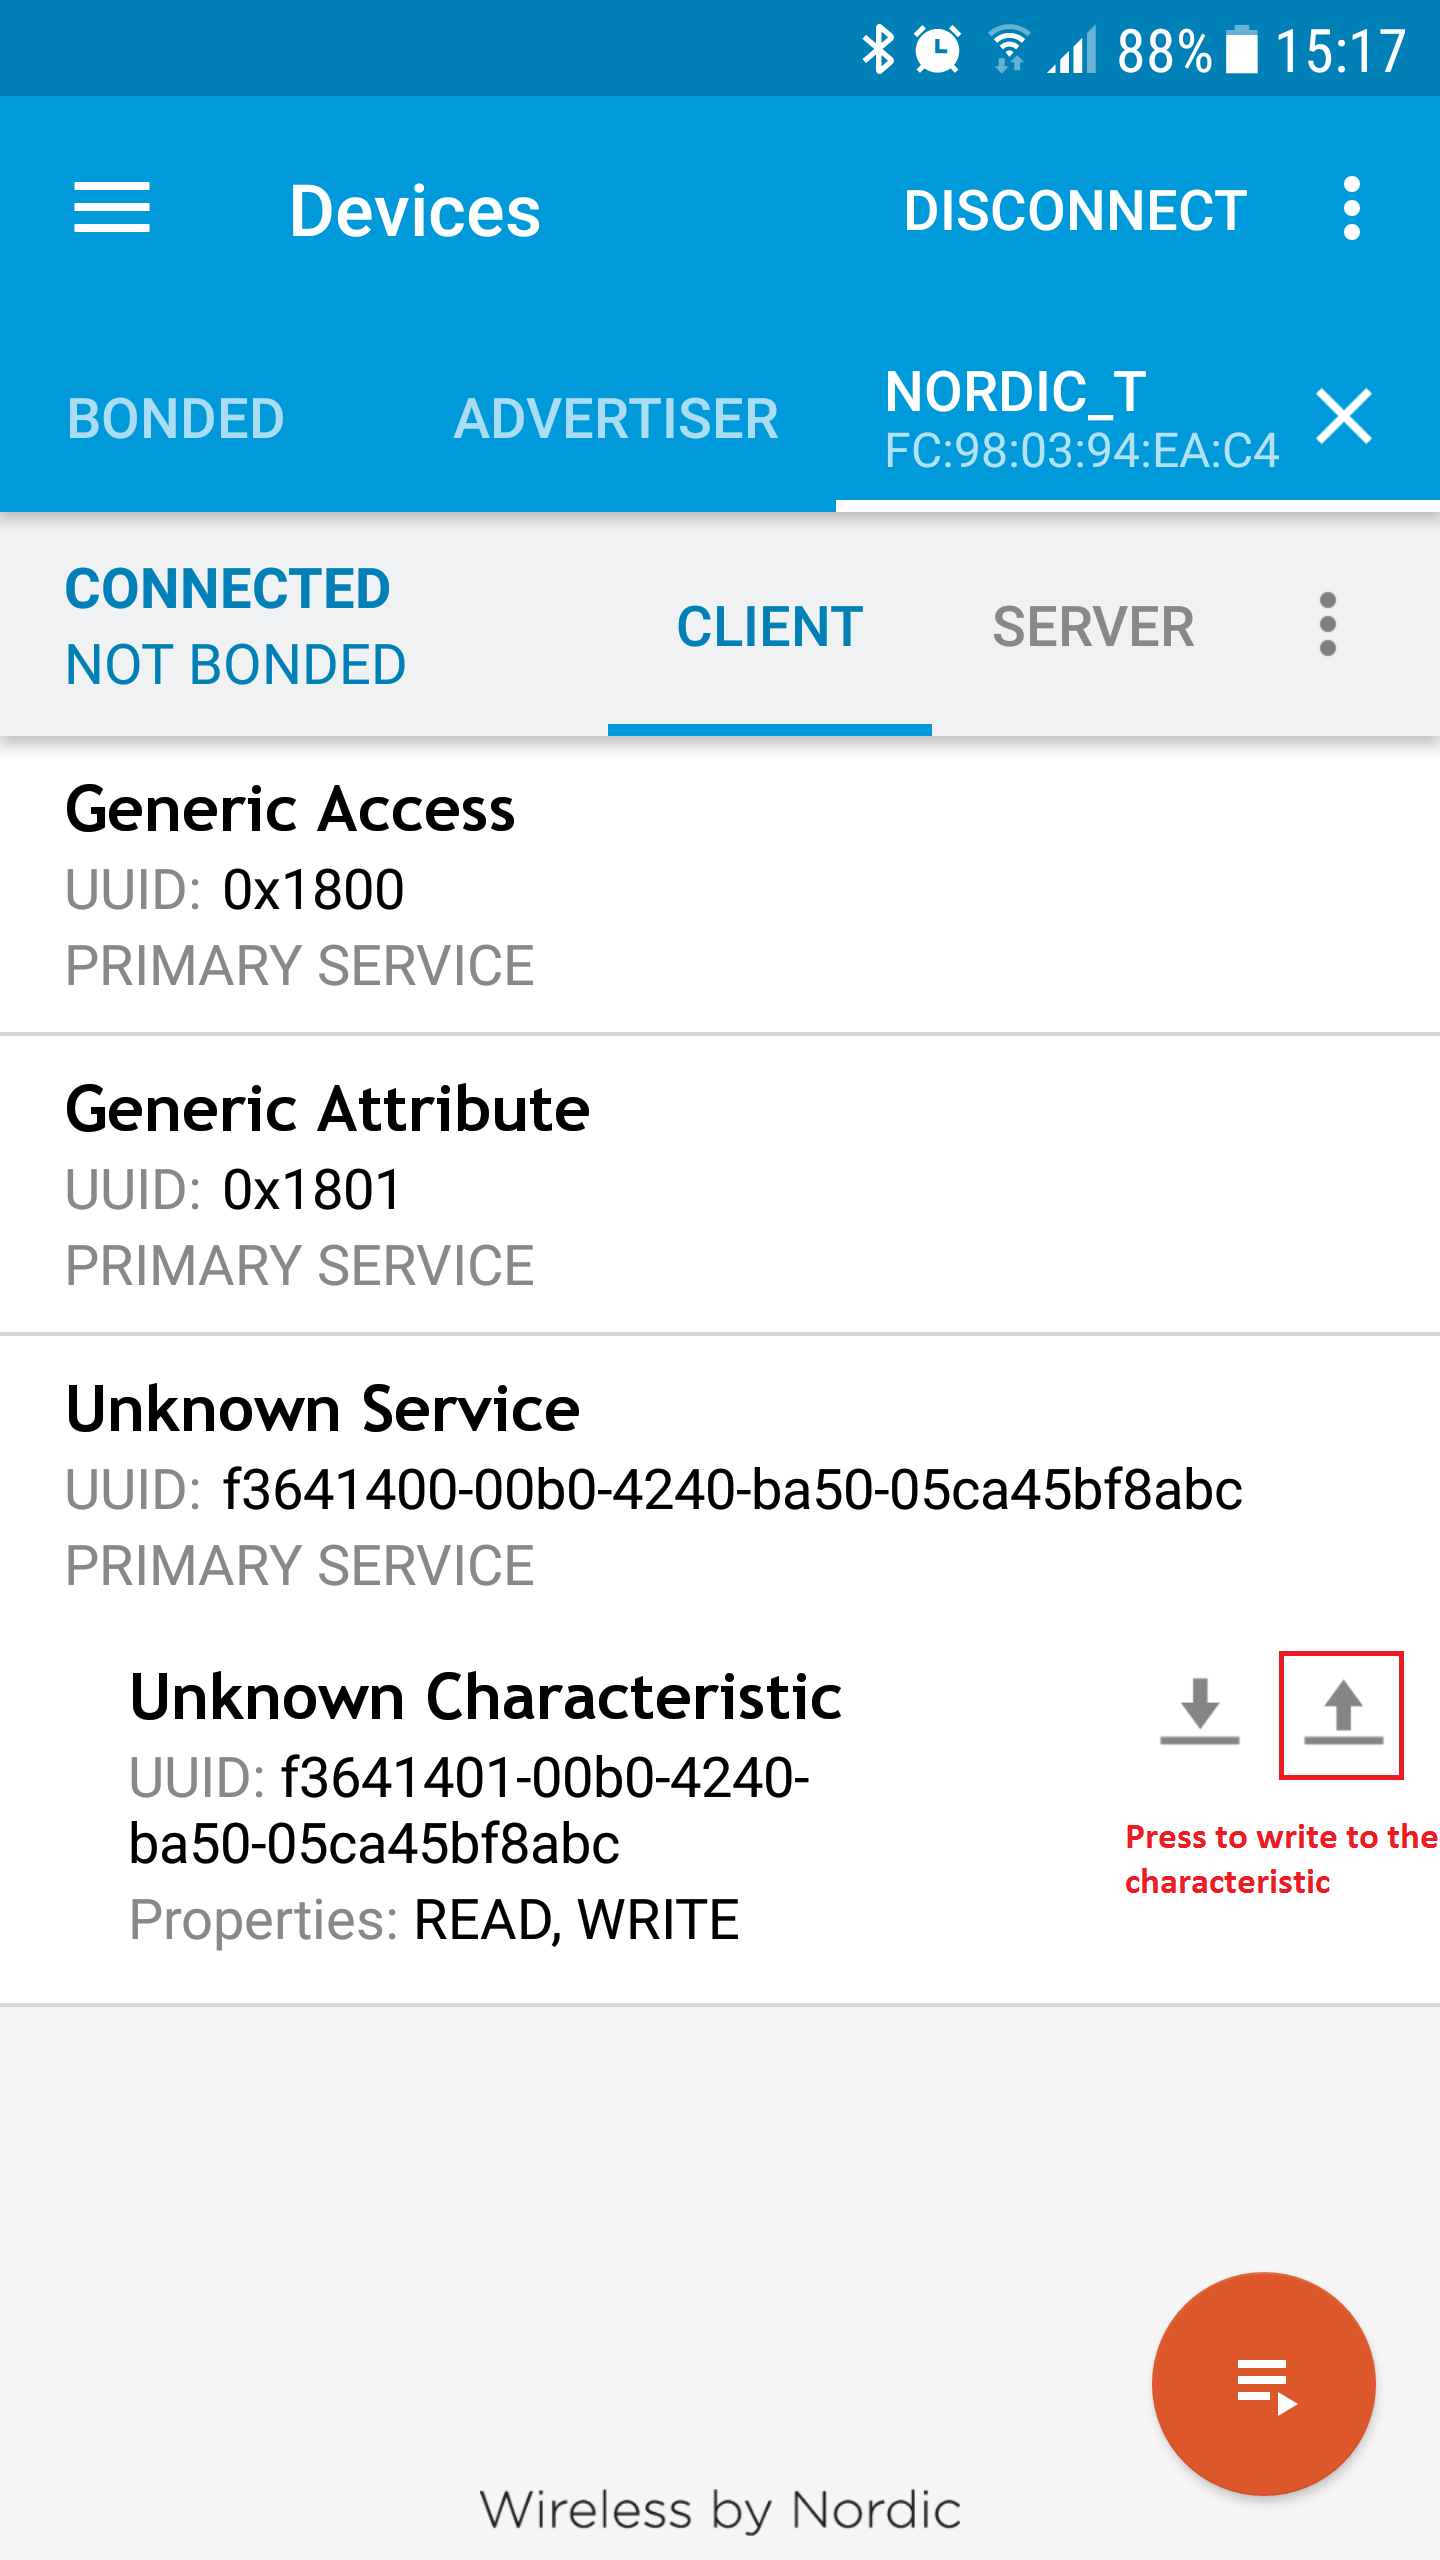 88% 15:17
Devices
DISCONNECT
BONDED
ADVERTISER
NORDIC_T
FC:98:03:94:EA:C4
CONNECTED
NOT BONDED
CLIENT
SERVER
Generic Access
UUID: 0x1800
PRIMARY SERVICE
Generic Attribute
UUID: 0x1801
PRIMARY SERVICE
Unknown Service
UUID: f3641400-00b0-4240-ba50-05ca45bf8abc
PRIMARY SERVICE
Unknown Characteristic
UUID: f3641401-00b0-4240-
ba50-05ca45bf8abc
Properties: READ, WRITE
Press to write to the
characteristic
Wireless by Nordic